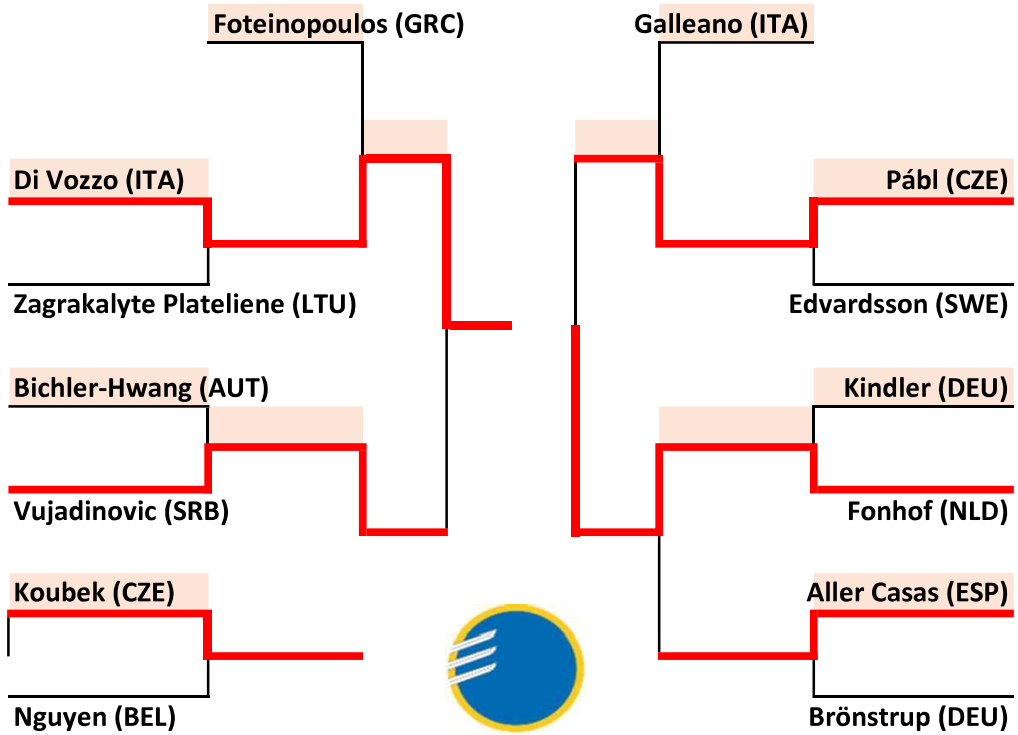 Foteinopoulos (GRC)
Galleano (ITA)
Di Vozzo (ITA)
Pábl (CZE)
Zagrakalyte Plateliene (LTU)
Edvardsson (SWE)
Bichler-Hwang (AUT)
Kindler (DEU)
Vujadinovic (SRB)
Fonhof (NLD)
Koubek (CZE)
Aller Casas (ESP)
Nguyen (BEL)
Brönstrup (DEU)